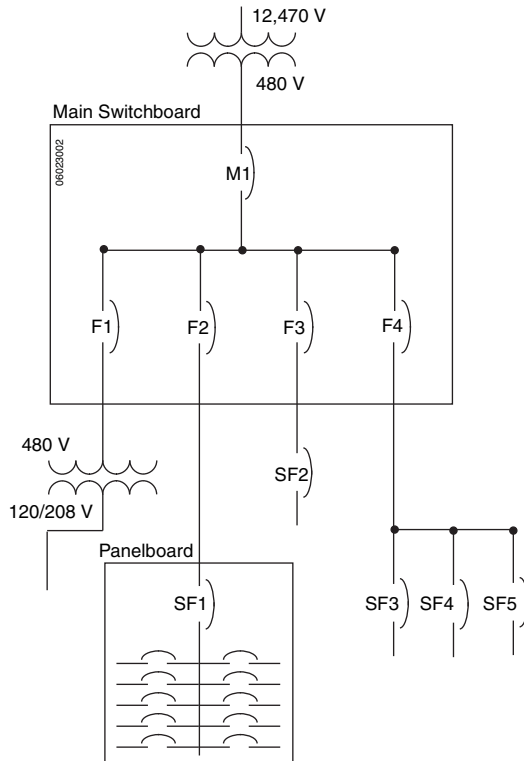 12,470 V
480 V
Main Switchboard
06023002
M1
F1
F2
F3
F4
480 V
SF2
120/208 V
Panelboard
SF1
SF3
SF4
SF5